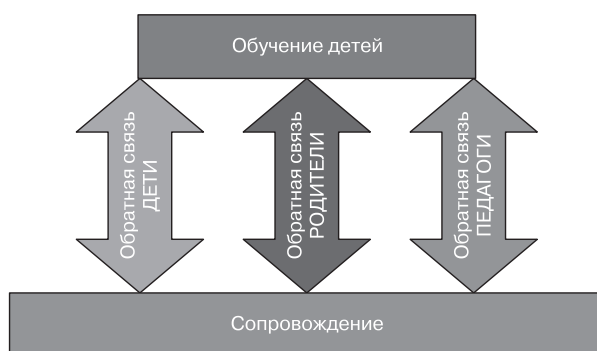 Обучение детей
Обратная связь
ДЕТИ
Обратная связь
РОДИТЕЛИ
Обратная связь
ПЕДАГОГИ
Сопровождение